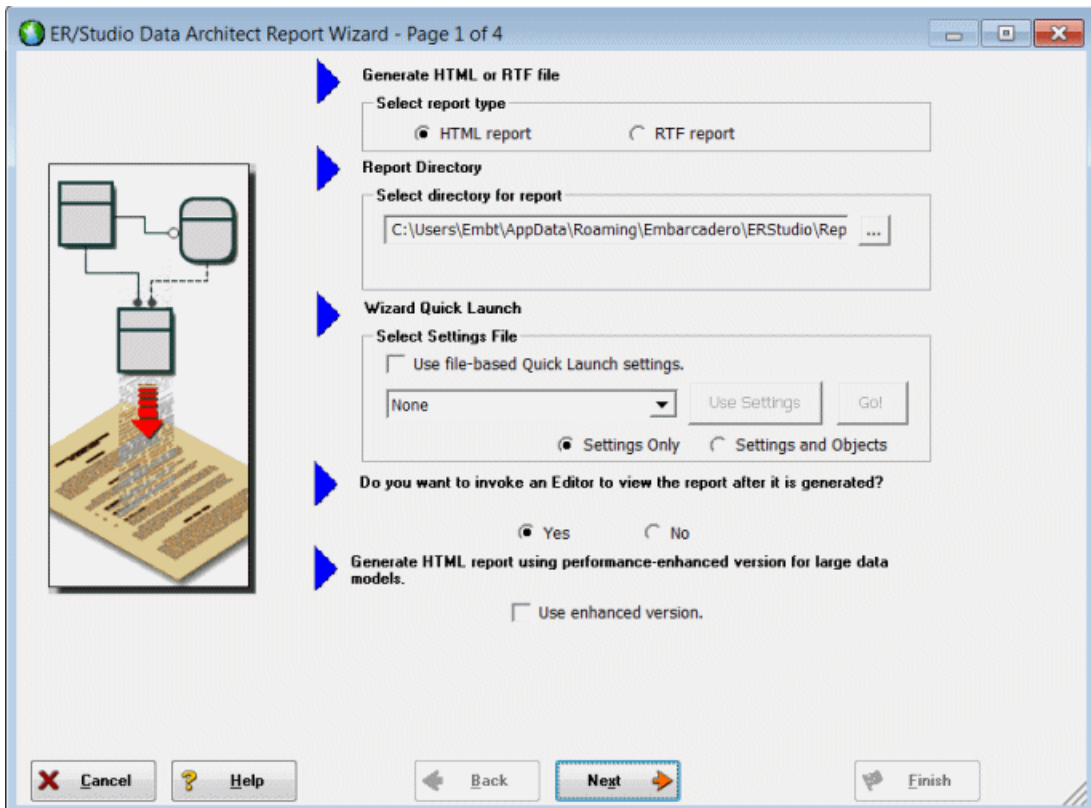 ER/Studio Data Architect Report Wizard - Page 1 of 4
Generate HTML or RTF file
Select report type
HTML report
RTF report
Report Directory
Select directory for report
C:\Users\Embt\AppData\Roaming\Embarcadero\ERStudio\Rep
...
Wizard Quick Launch
Select Settings File
Use file-based Quick Launch settings.
None
Use Settings
Go!
Settings Only
Settings and Objects
Do you want to invoke an Editor to view the report after it is generated?
Yes
No
Generate HTML report using performance-enhanced version for large data
models.
Use enhanced version.
Cancel
Help
Back
Next
Finish